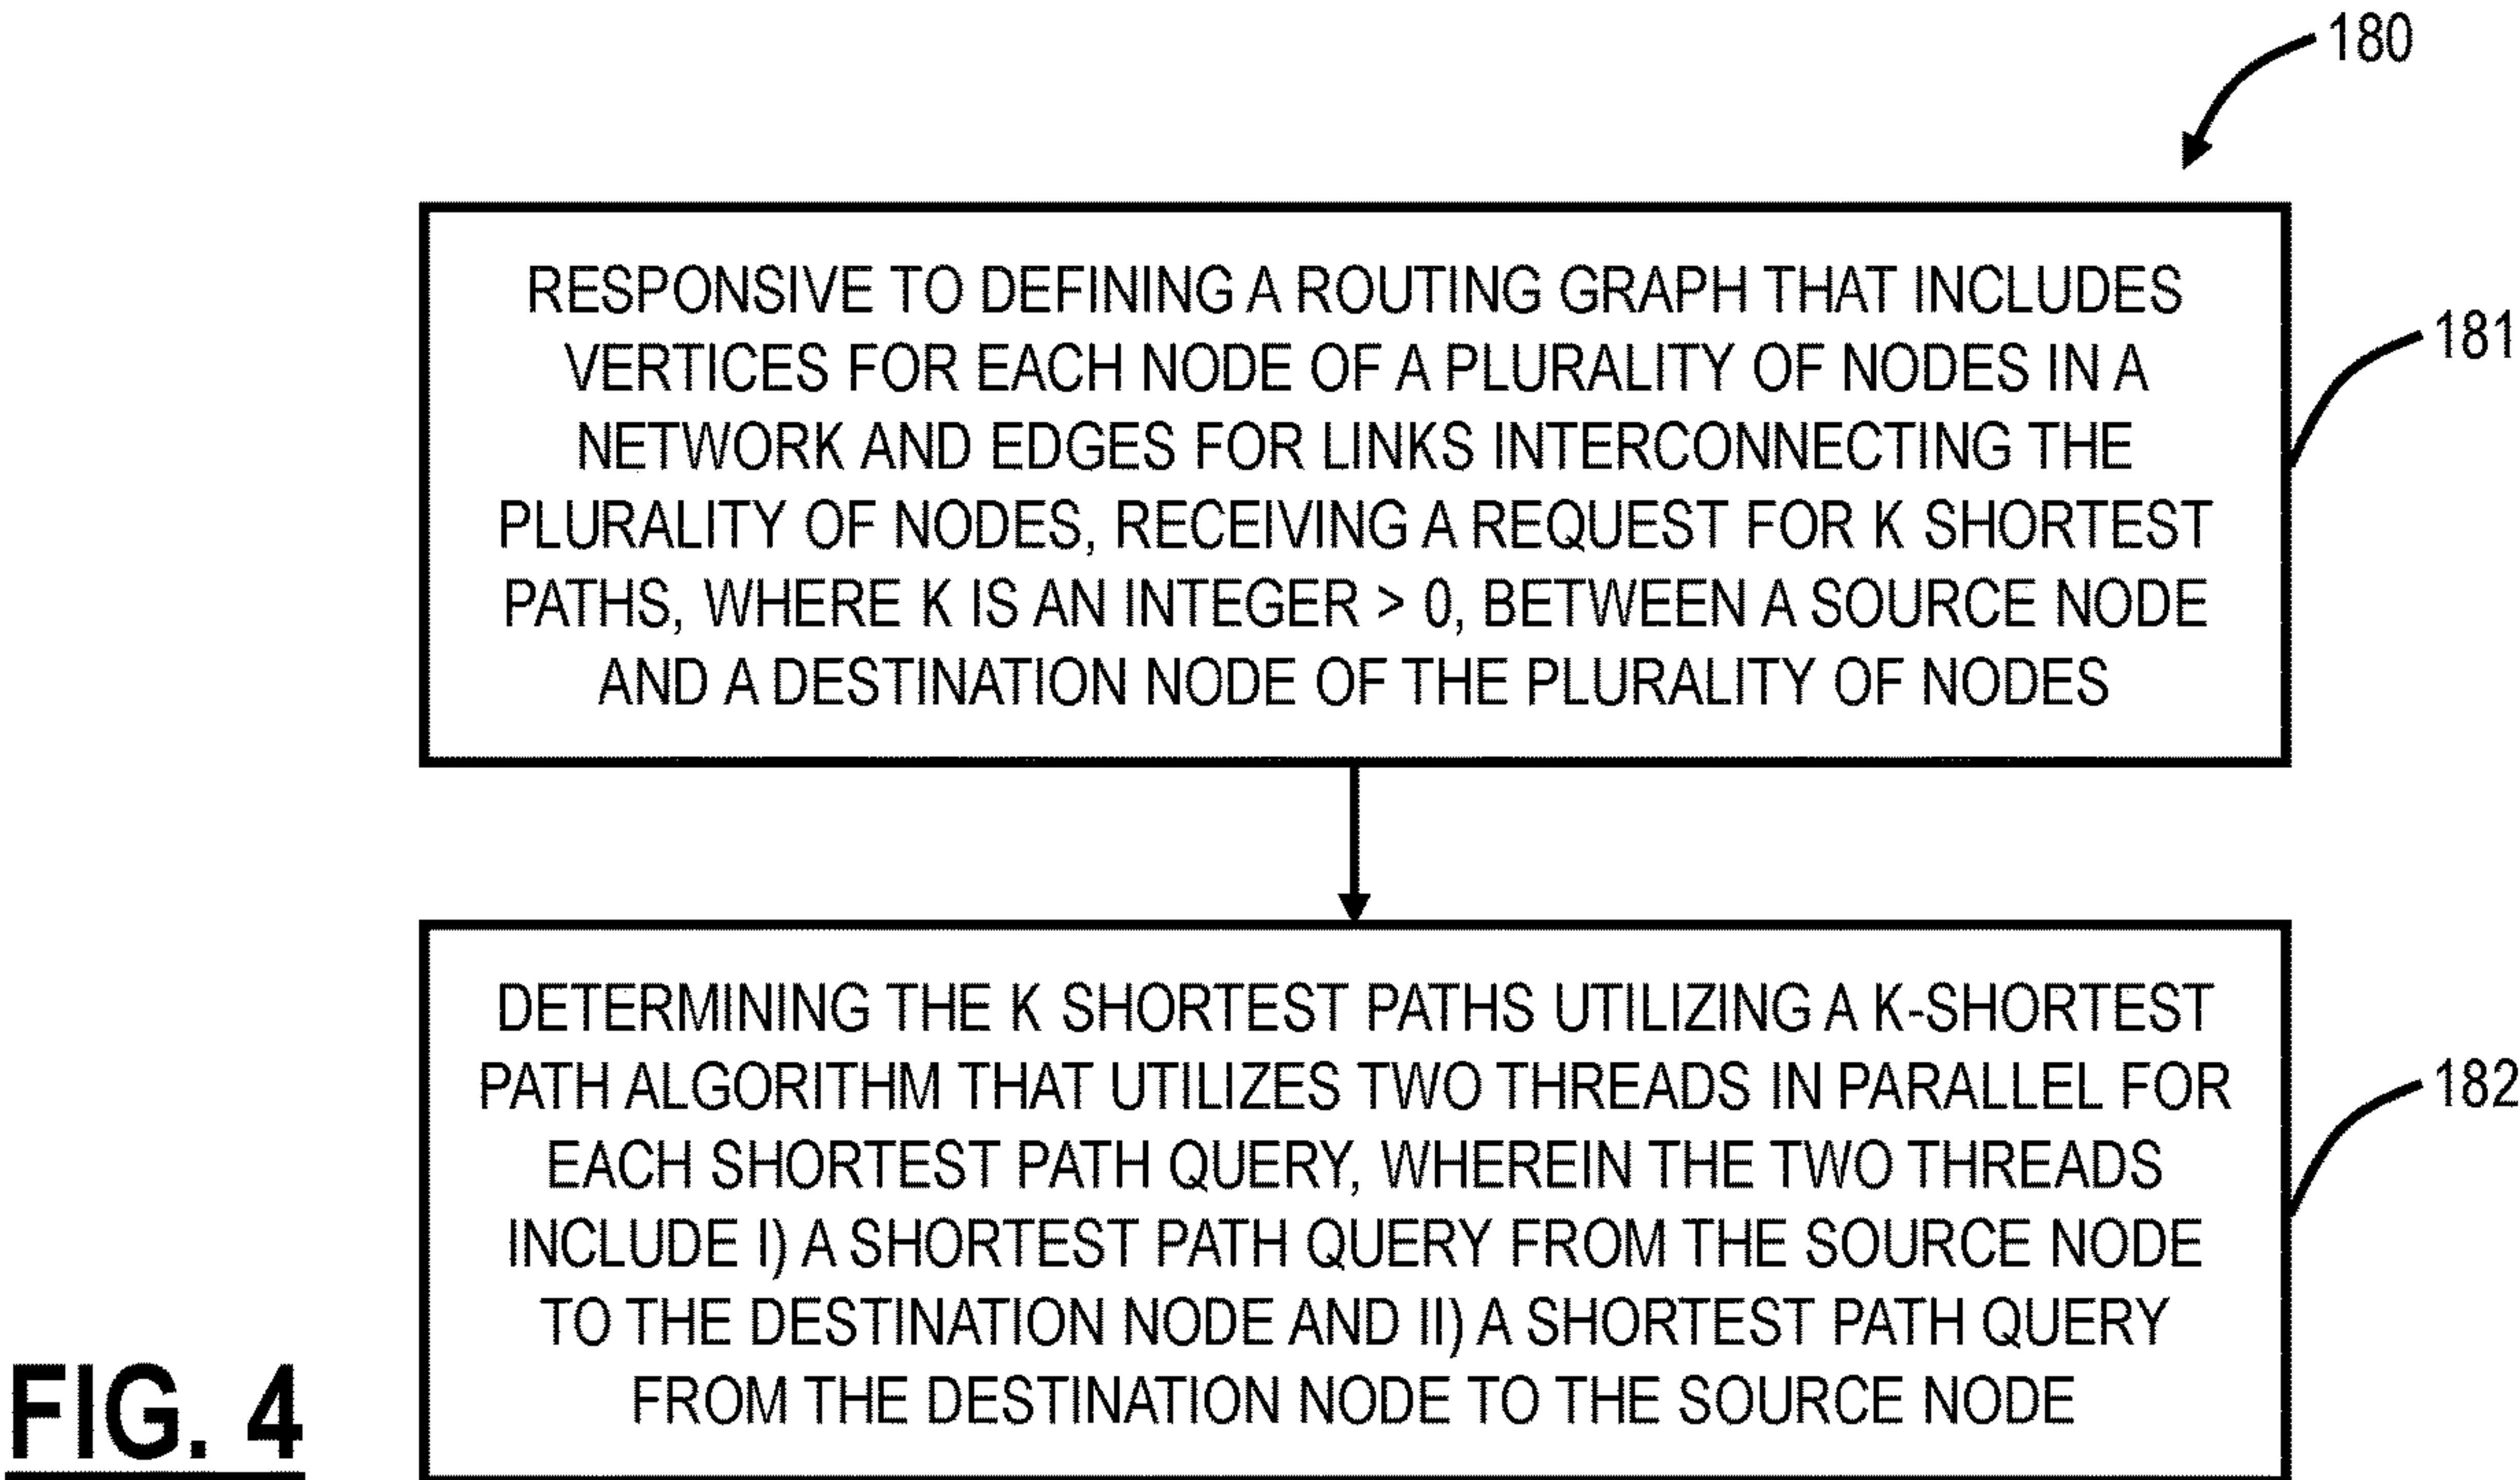 180
RESPONSIVE TO DEFINING A ROUTING GRAPH THAT INCLUDES
VERTICES FOR EACH NODE OF A PLURALITY OF NODES IN A
NETWORK AND EDGES FOR LINKS INTERCONNECTING THE
PLURALITY OF NODES, RECEIVING A REQUEST FOR K SHORTEST
PATHS, WHERE K IS AN INTEGER > 0, BETWEEN A SOURCE NODE
AND A DESTINATION NODE OF THE PLURALITY OF NODES
181
DETERMINING THE K SHORTEST PATHS UTILIZING A K-SHORTEST
PATH ALGORITHM THAT UTILIZES TWO THREADS IN PARALLEL FOR
EACH SHORTEST PATH QUERY, WHEREIN THE TWO THREADS
INCLUDE I) A SHORTEST PATH QUERY FROM THE SOURCE NODE
TO THE DESTINATION NODE AND II) A SHORTEST PATH QUERY
FROM THE DESTINATION NODE TO THE SOURCE NODE
182
FIG. 4